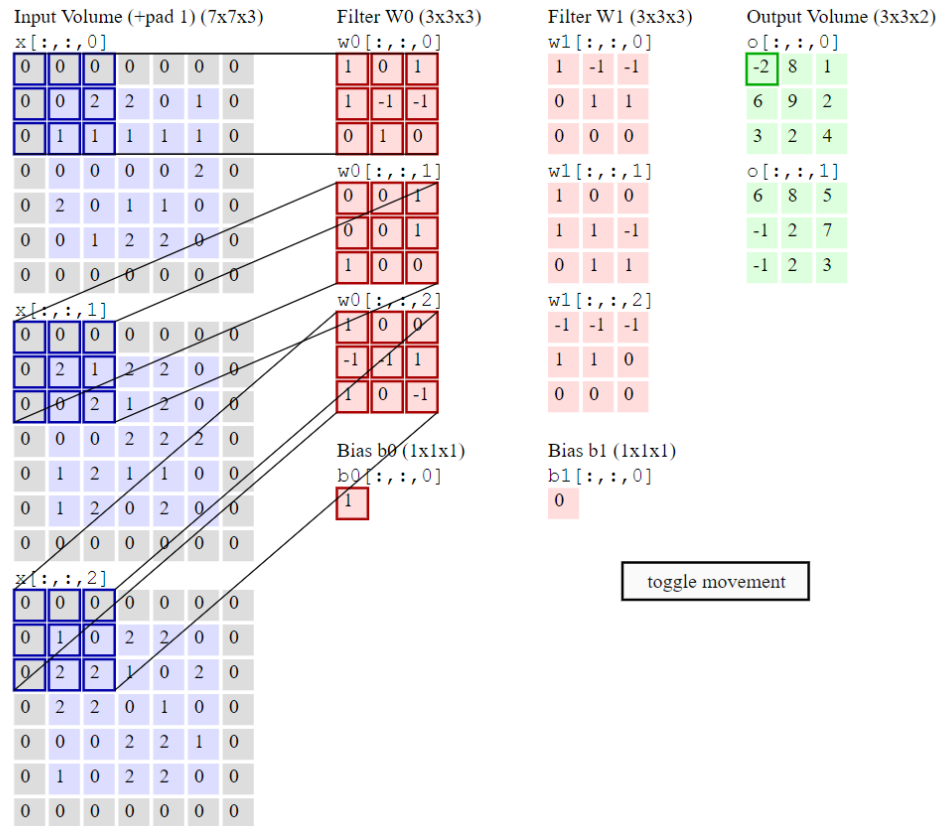 Input Volume (+pad 1) (7x7x3)
x[:,:,0]
0 0 0 0 0 0 0
0 0 2 2 0 1 0
0 1 1 1 1 1 0
0 0 0 0 0 2 0
0 2 0 1 1 0 0
0 0 1 2 2 0 0
0 0 0 0 0 0 0
x[:,:,1]
0 0 0 0 0 0 0
0 2 1 2 2 0 0
0 0 2 1 2 0 0
0 0 0 2 2 2 0
0 1 2 1 1 0 0
0 1 2 0 2 0 0
0 0 0 0 0 0 0
x[:,:,2]
0 0 0 0 0 0 0
0 1 0 2 2 0 0
0 2 2 1 0 2 0
0 2 2 0 1 0 0
0 0 0 2 2 1 0
0 1 0 2 2 0 0
0 0 0 0 0 0 0
Filter W0 (3x3x3)
w0[:,:,0]
1 0 1
1 -1 -1
0 1 0
w0[:,:,1]
0 0 1
0 0 1
1 0 0
w0[:,:,2]
1 0 0
-1 -1 1
1 0 -1
Bias b0 (1x1x1)
b0[:,:,0]
1
Filter W1 (3x3x3)
w1[:,:,0]
1 -1 -1
0 1 1
0 0 0
w1[:,:,1]
1 0 0
1 1 -1
0 1 1
w1[:,:,2]
-1 -1 -1
1 1 0
0 0 0
Bias b1 (1x1x1)
b1[:,:,0]
0
Output Volume (3x3x2)
o[:,:,0]
-2 8 1
6 9 2
3 2 4
o[:,:,1]
6 8 5
-1 2 7
-1 2 3
toggle movement